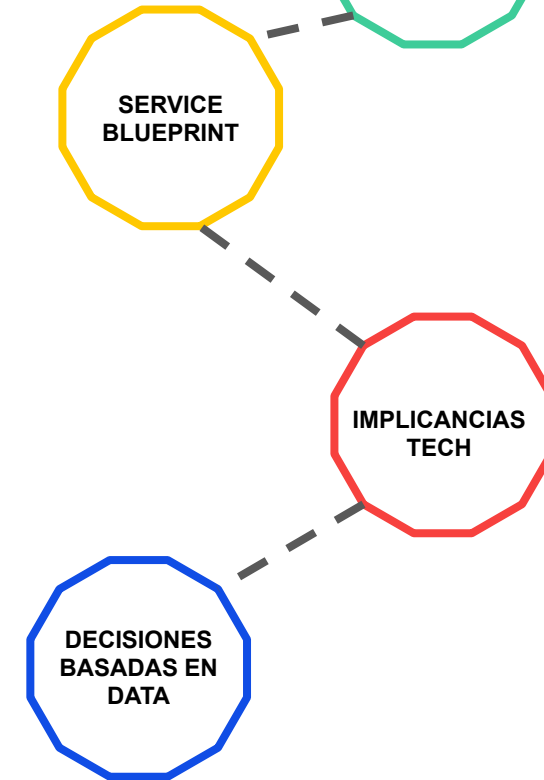 SERVICE
BLUEPRINT
IMPLICANCIAS
TECH
DECISIONES
BASADAS EN
DATA